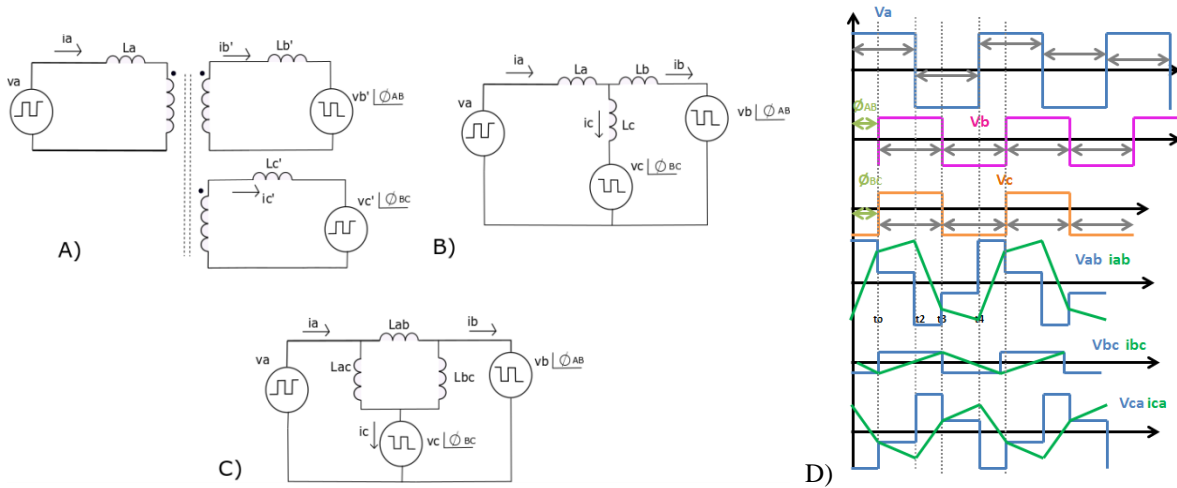 ia La
ib' Lb'
va
vb' ∅AB
Lc'
ic'
vc' ∅BC
A)
ia La Lb ib
va
ic Lc
vb ∅AB
vc ∅BC
B)
ia Lab ib
va
Lac Lbc
vb ∅AB
ic
vc ∅BC
C)
Va
∅AB
Vb
∅BC
Vc
Vab iab
to t2 t3 t4
Vbc ibc
Vca ica
D)